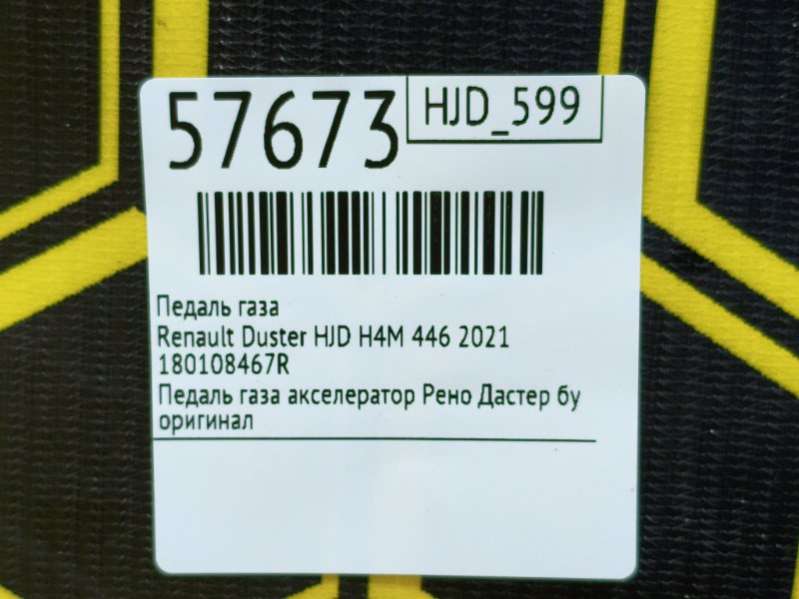 57673
HJD_599
Педаль газа
Renault Duster HJD H4M 446 2021
180108467R
Педаль газа акселератор Рено Дастер бу
оригинал